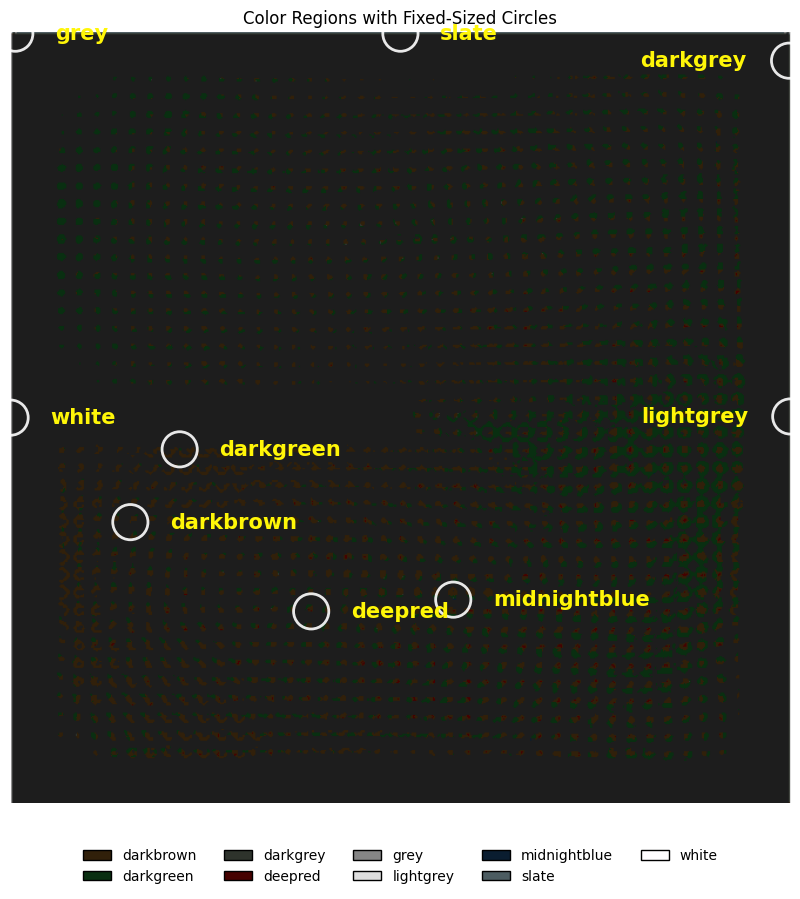 Color Regions with Fixed-Sized Circles
grey
slate
darkgrey
white
lightgrey
darkgreen
darkbrown
deepred
midnightblue
darkbrown darkgrey grey midnightblue white
darkgreen deepred lightgrey slate